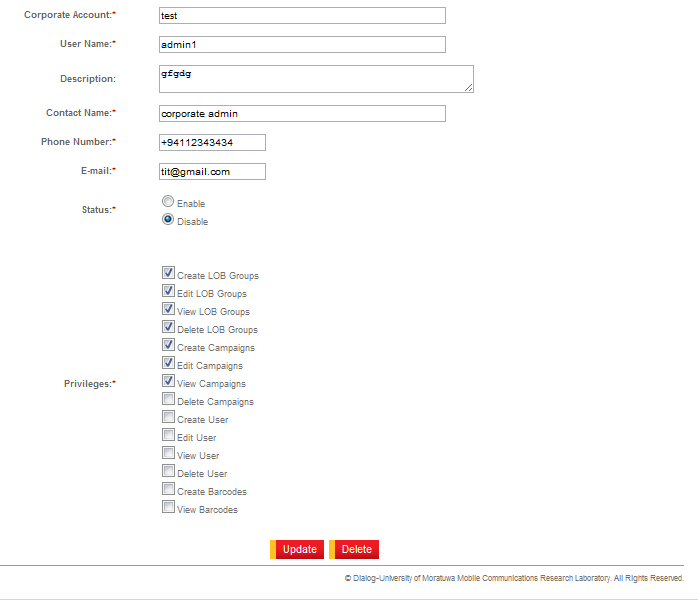 Corporate Account:* test
User Name:* admin1
Description: gfgdg
Contact Name:* corporate admin
Phone Number:* +94112343434
E-mail:* tit@gmail.com
Status:*
Enable
Disable
Privileges:*
Create LOB Groups
Edit LOB Groups
View LOB Groups
Delete LOB Groups
Create Campaigns
Edit Campaigns
View Campaigns
Delete Campaigns
Create User
Edit User
View User
Delete User
Create Barcodes
View Barcodes
Update Delete
© Dialog-University of Moratuwa Mobile Communications Research Laboratory. All Rights Reserved.